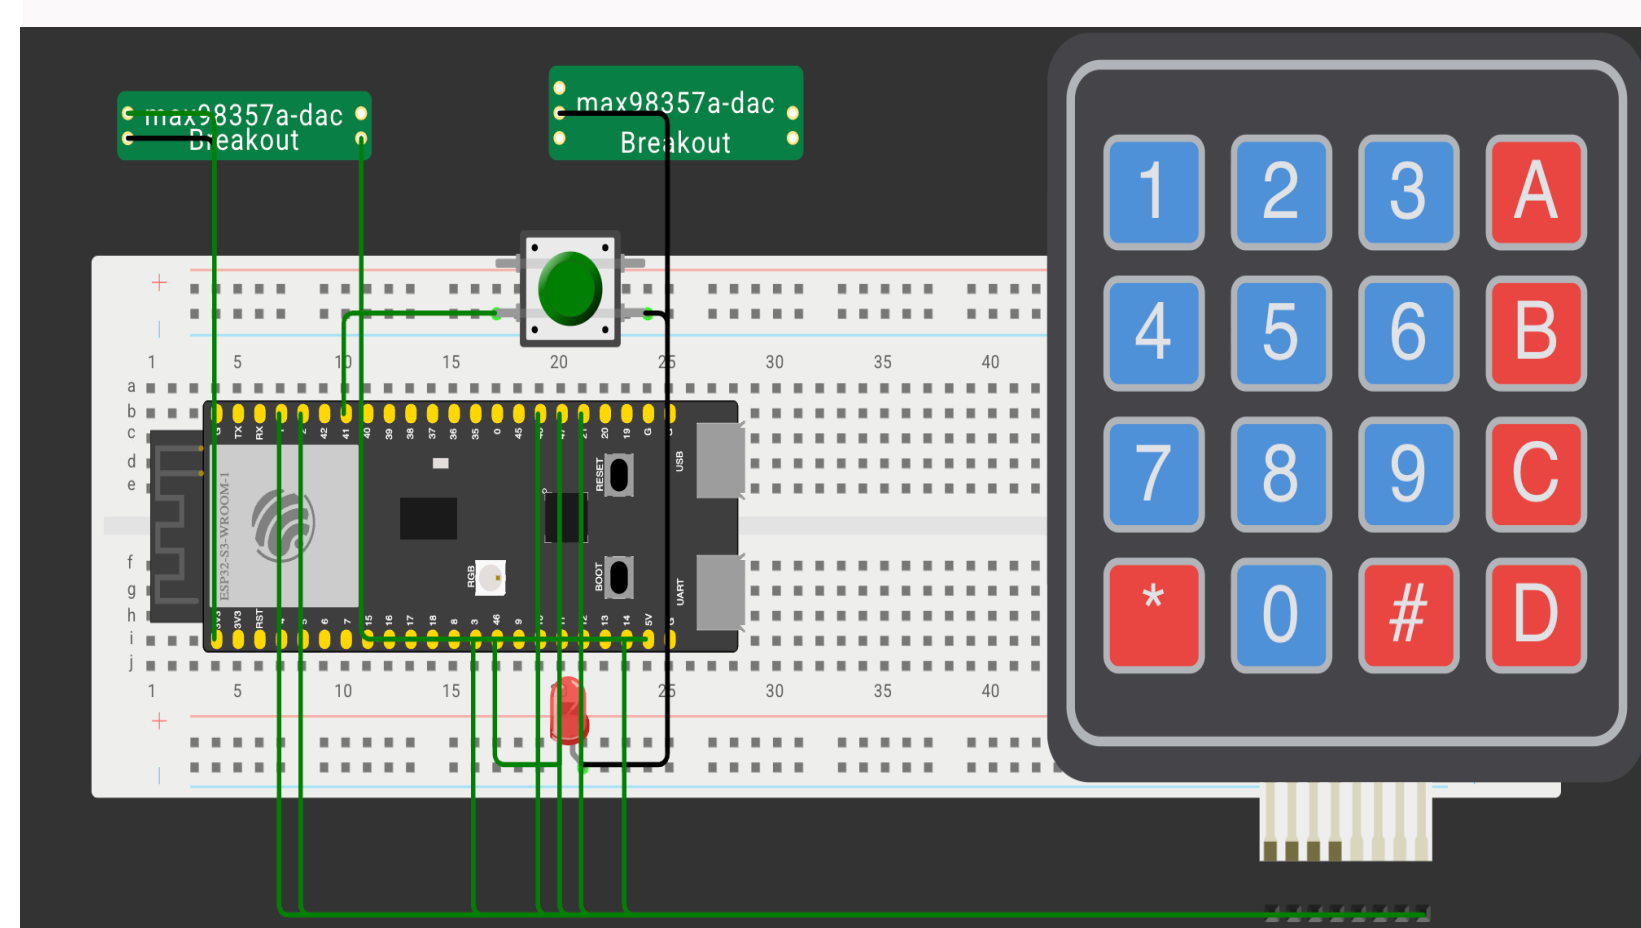 max98357a-dac
Breakout
max98357a-dac
Breakout
1 2 3 A
4 5 6 B
7 8 9 C
* 0 # D
+
|
1 5 10 15 20 25 30 35 40
a
b
c
d
e
f
g
h
i
j
G TX RX 1 2 42 41 40 39 38 37 36 35 0 45 48 47 21 20 19 G G
RESET
USB
ESP32-S3-WROOM-1
RGB
BOOT
UART
3V3 3V3 RST 4 5 6 7 15 16 17 18 8 3 46 9 10 11 12 13 14 5V G
1 5 10 15 20 25 30 35 40
+
|